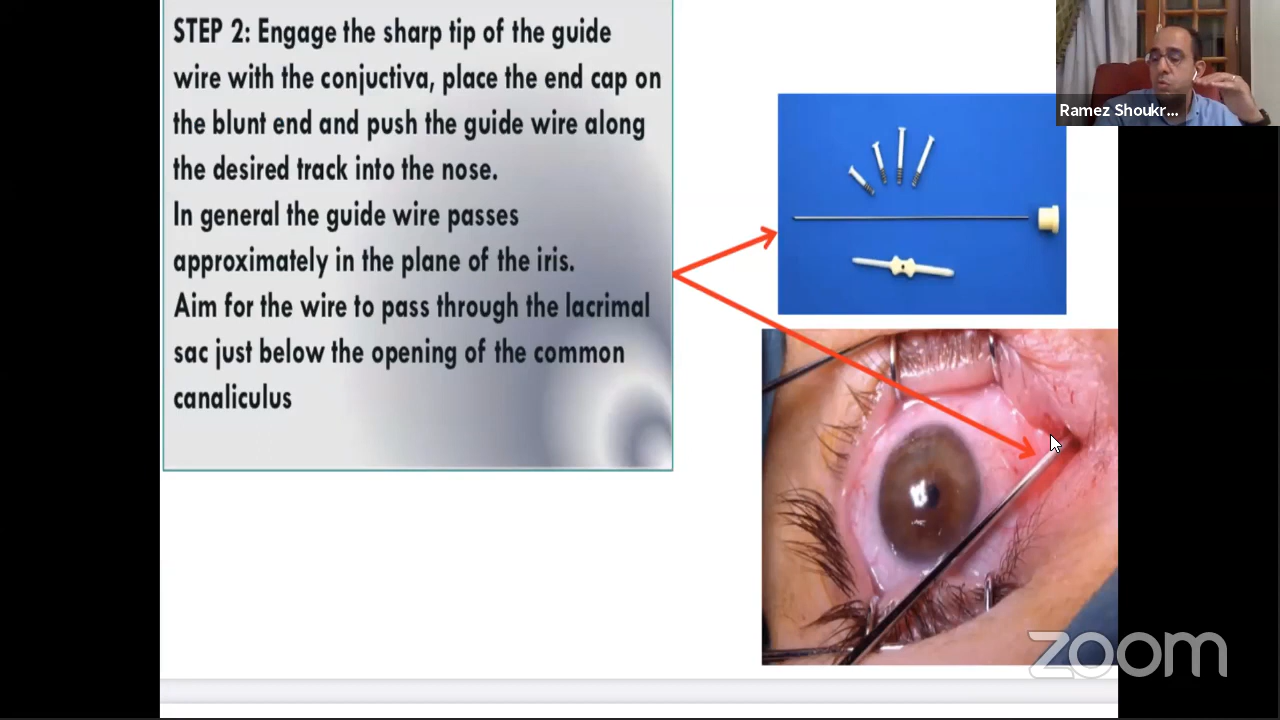 STEP 2: Engage the sharp tip of the guide
wire with the conjuctiva, place the end cap on
the blunt end and push the guide wire along
the desired track into the nose.
In general the guide wire passes
approximately in the plane of the iris.
Aim for the wire to pass through the lacrimal
sac just below the opening of the common
canaliculus
Ramez Shoukr...
zoom